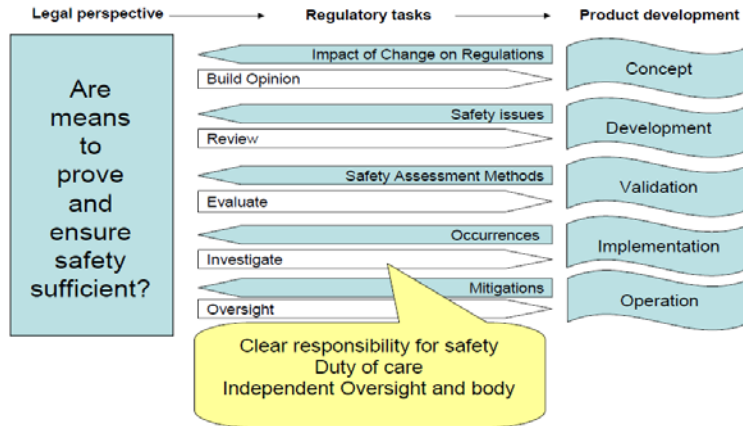 Legal perspective
Regulatory tasks
Product development
Are
means
to
prove
and
ensure
safety
sufficient?
Impact of Change on Regulations
Build Opinion
Safety issues
Review
Safety Assessment Methods
Evaluate
Occurrences
Investigate
Mitigations
Oversight
Concept
Development
Validation
Implementation
Operation
Clear responsibility for safety
Duty of care
Independent Oversight and body